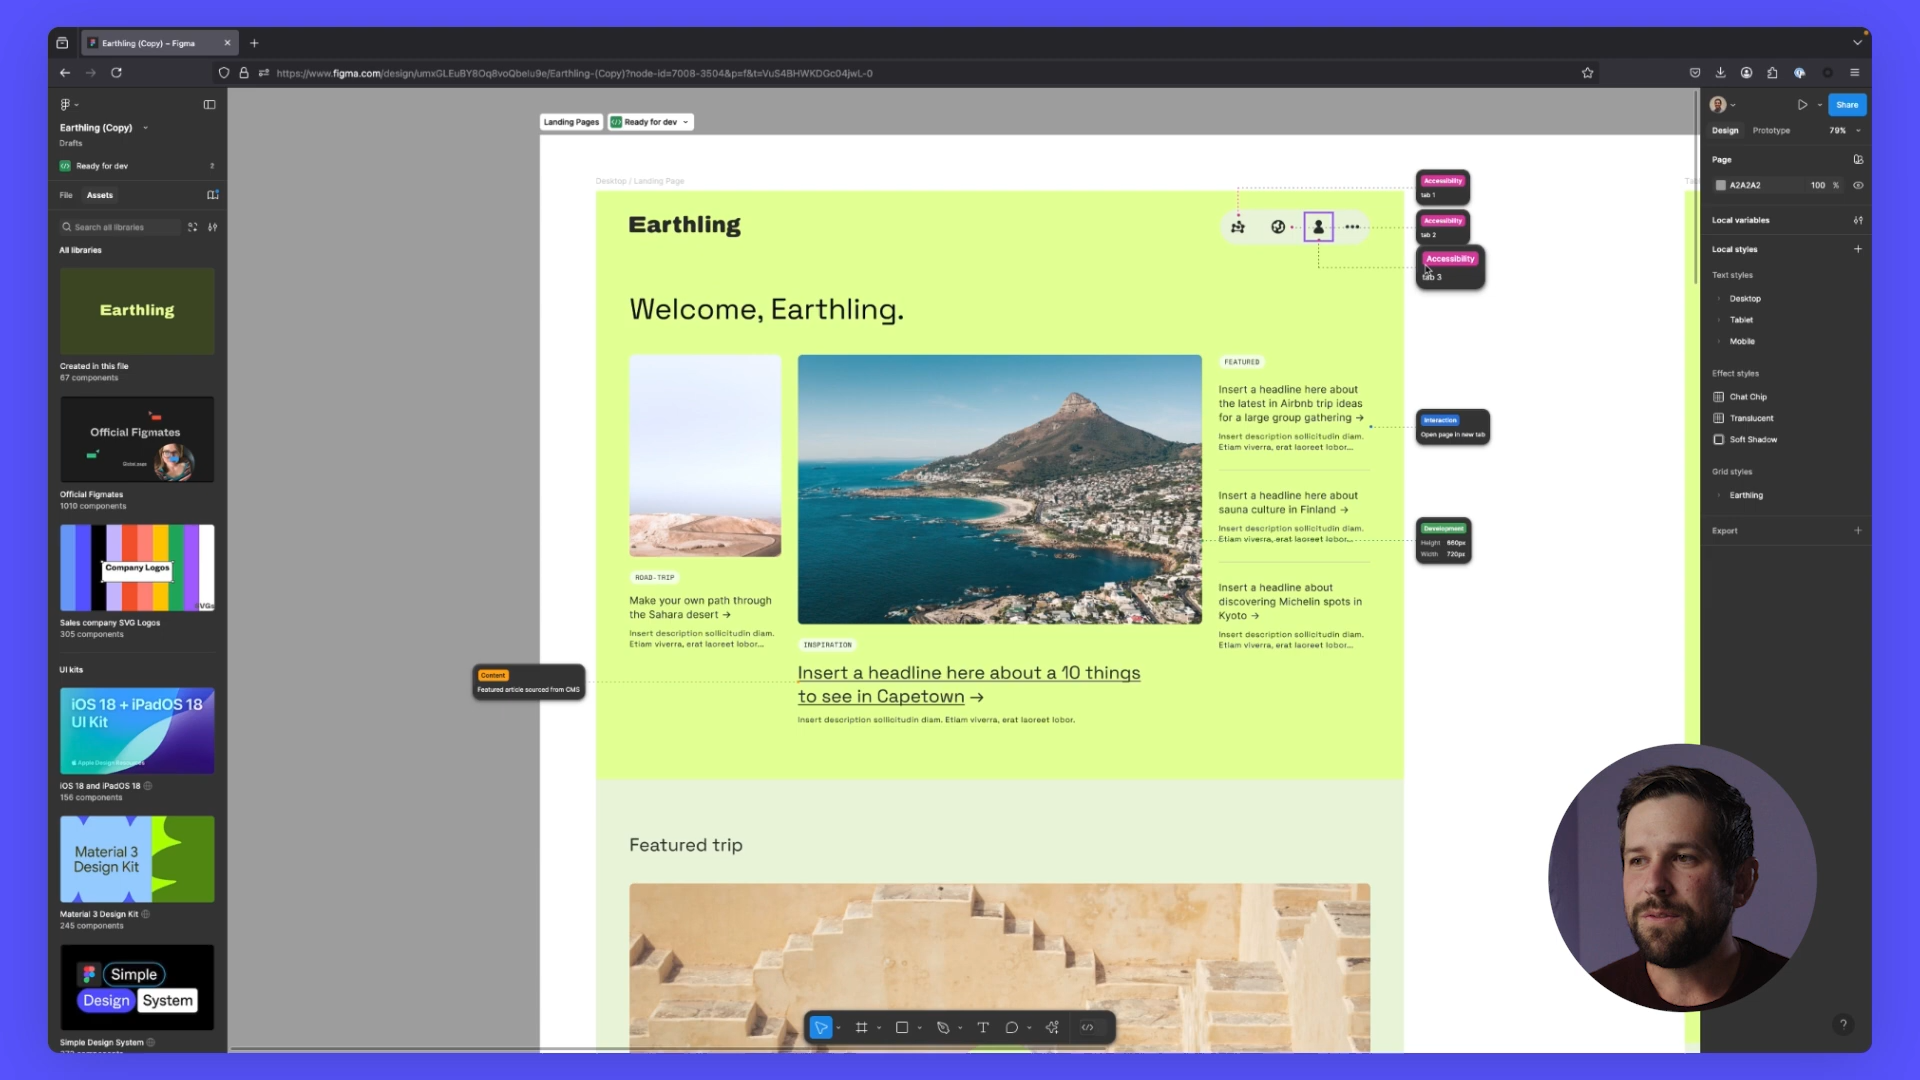 Earthling (Copy) – Figma
https://www.figma.com/design/umxGLEuBY8Oq8voQbelu9e/Earthling-(Copy)?node-id=7008-3504&p=f&t=VuS4BHWKDGc04jwL-0
Earthling (Copy)
Drafts
Ready for dev
2
File
Assets
Search all libraries
All libraries
Earthling
Created in this file
67 components
Official Figmates
Official Figmates
1010 components
Company Logos
SVGs
Sales company SVG Logos
305 components
UI kits
iOS 18 + iPadOS 18
UI Kit
Apple Design Resources
iOS 18 and iPadOS 18
156 components
Material 3
Design Kit
Material 3 Design Kit
245 components
Simple
Design System
Simple Design System
Landing Pages
Ready for dev
Desktop / Landing Page
Earthling
Accessibility
tab 1
Accessibility
tab 2
Accessibility
tab 3
Welcome, Earthling.
ROAD-TRIP
Make your own path through
the Sahara desert →
Insert description sollicitudin diam.
Etiam viverra, erat laoreet lobor...
INSPIRATION
Insert a headline here about a 10 things
to see in Capetown →
Insert description sollicitudin diam. Etiam viverra, erat laoreet lobor.
FEATURED
Insert a headline here about
the latest in Airbnb trip ideas
for a large group gathering →
Insert description sollicitudin diam.
Etiam viverra, erat laoreet lobor...
Insert a headline here about
sauna culture in Finland →
Insert description sollicitudin diam.
Etiam viverra, erat laoreet lobor...
Insert a headline about
discovering Michelin spots in
Kyoto →
Insert description sollicitudin diam.
Etiam viverra, erat laoreet lobor...
Interaction
Open page in new tab
Development
Height 660px
Width 720px
Content
Featured article sourced from CMS
Featured trip
Share
Design
Prototype
79%
Page
A2A2A2
100 %
Local variables
Local styles
Text styles
Desktop
Tablet
Mobile
Effect styles
Chat Chip
Translucent
Soft Shadow
Grid styles
Earthling
Export